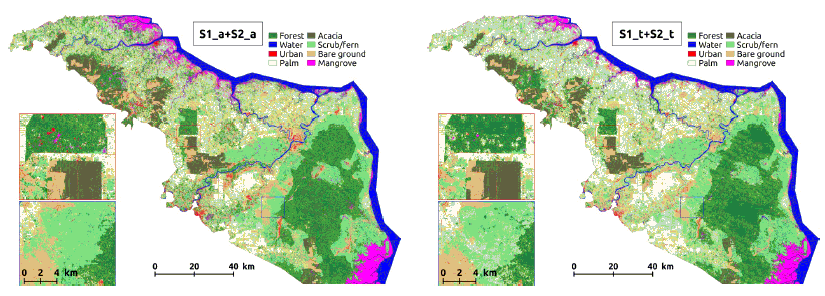 S1_a+S2_a
Forest Acacia
Water Scrub/fern
Urban Bare ground
Palm Mangrove
0 2 4 km
0 20 40 km
S1_t+S2_t
Forest Acacia
Water Scrub/fern
Urban Bare ground
Palm Mangrove
0 2 4 km
0 20 40 km